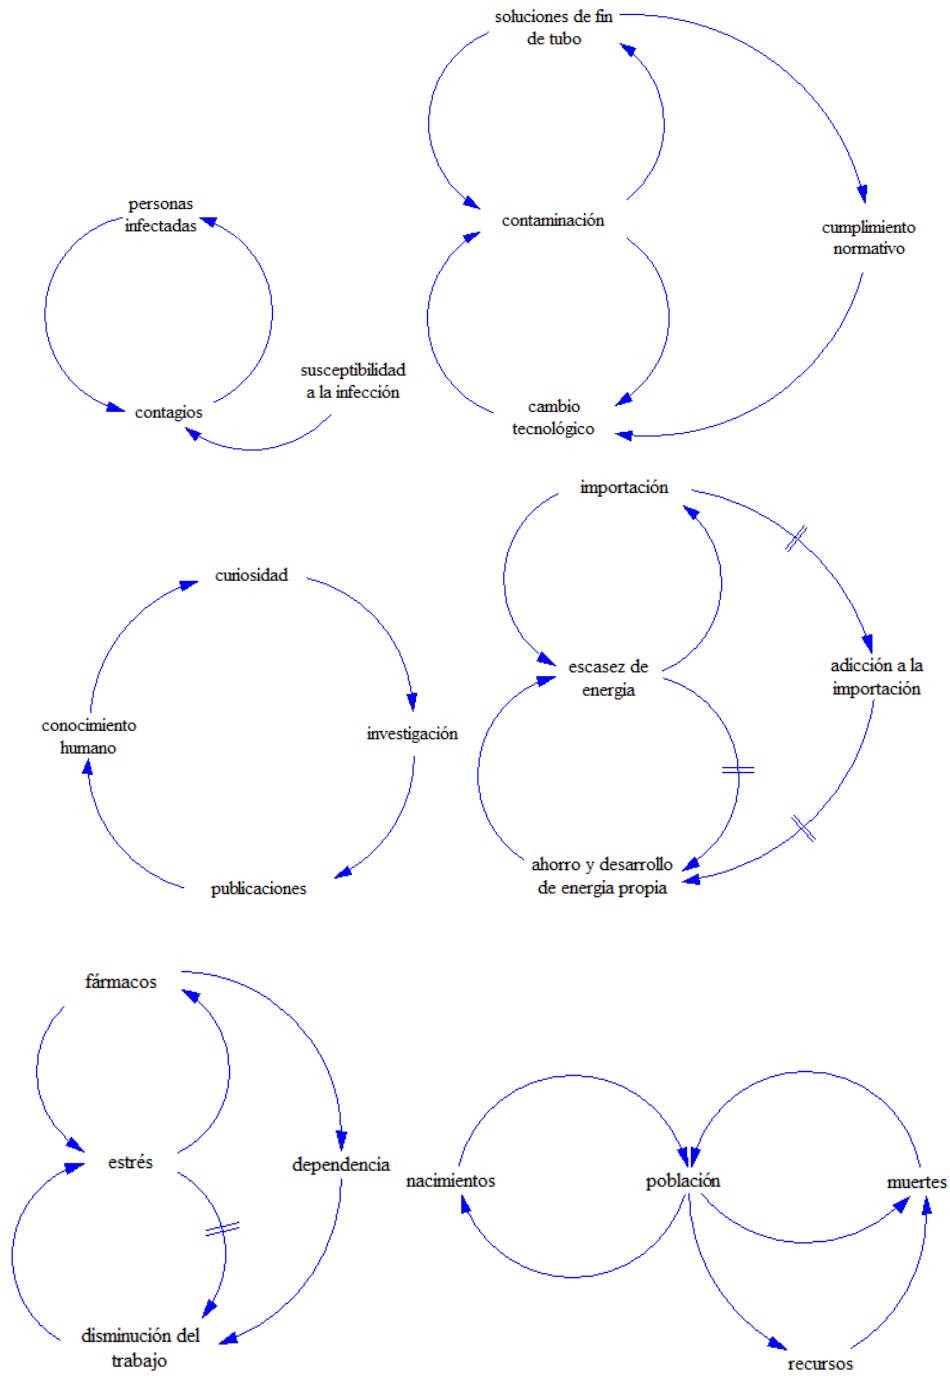 soluciones de fin
de tubo
personas
infectadas
contaminación
cumplimiento
normativo
susceptibilidad
a la infección
contagios
cambio
tecnológico
importación
curiosidad
escasez de
energía
adicción a la
importación
conocimiento
humano
investigación
ahorro y desarrollo
de energía propia
publicaciones
fármacos
estrés
dependencia
nacimientos
población
muertes
disminución del
trabajo
recursos